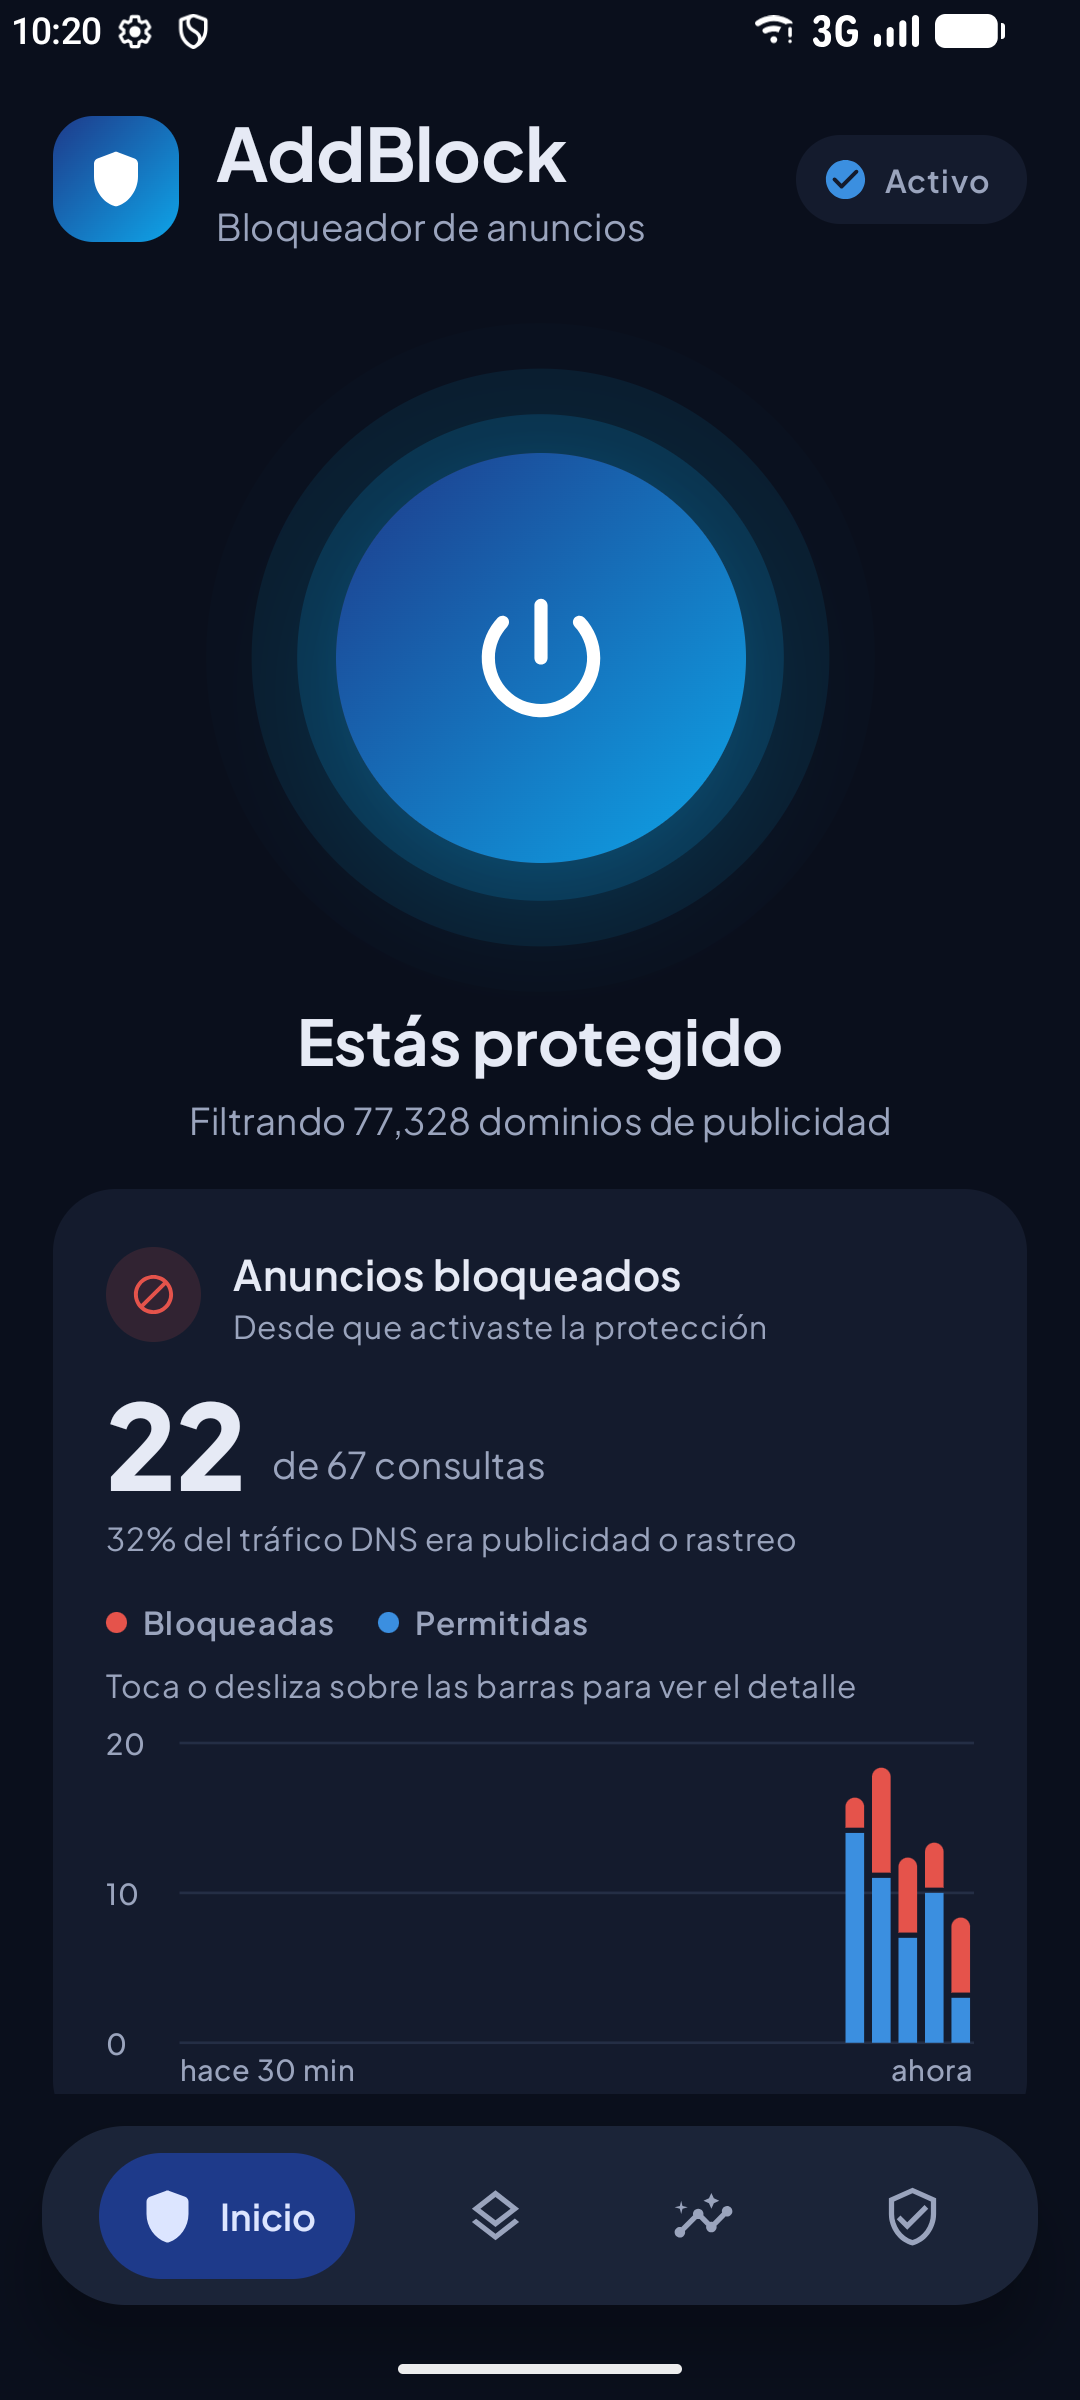 10:20
3G
AddBlock
Bloqueador de anuncios
Activo
Estás protegido
Filtrando 77,328 dominios de publicidad
Anuncios bloqueados
Desde que activaste la protección
22 de 67 consultas
32% del tráfico DNS era publicidad o rastreo
Bloqueadas Permitidas
Toca o desliza sobre las barras para ver el detalle
20
10
0
hace 30 min ahora
Inicio